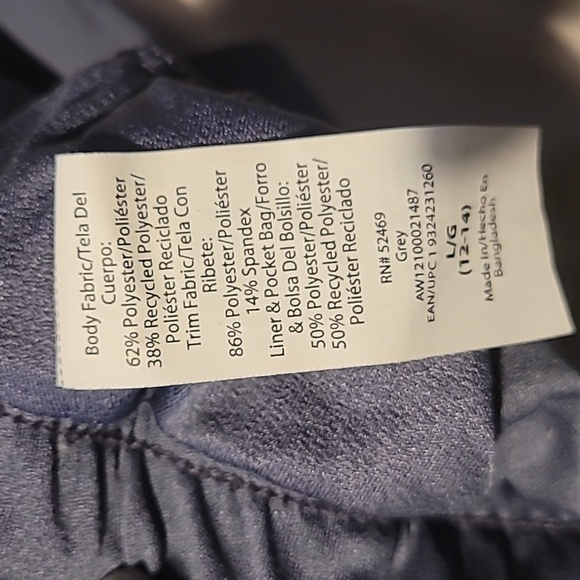 Body Fabric/Tela Del
Cuerpo:
62% Polyester/Poliéster
38% Recycled Polyester/
Poliéster Reciclado
Trim Fabric/Tela Con
Ribete:
86% Polyester/Poliéster
14% Spandex
Liner & Pocket Bag/Forro
& Bolsa Del Bolsillo:
50% Polyester/Poliéster
50% Recycled Polyester/
Poliéster Reciclado
RN# 52469
Grey
AW12100021487
EAN/UPC 1 9324231260
L/G
(12-14)
Made In/Hecho En
Bangladesh